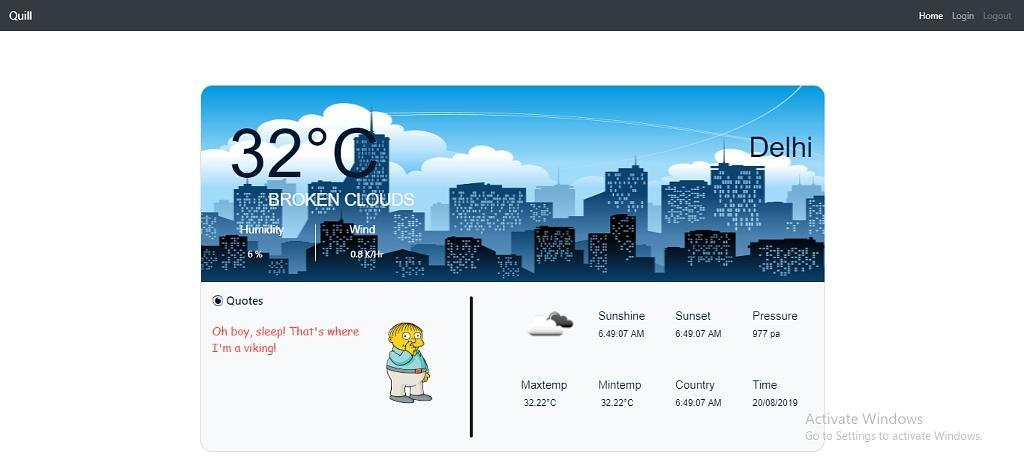 Quill
Home Login Logout
32°C
Delhi
BROKEN CLOUDS
Humidity Wind
6 % 0.8 K/Hr
Quotes
Oh boy, sleep! That's where
I'm a viking!
Sunshine Sunset Pressure
6:49:07 AM 6:49:07 AM 977 pa
Maxtemp Mintemp Country Time
32.22°C 32.22°C 6:49:07 AM 20/08/2019
Activate Windows
Go to Settings to activate Windows.